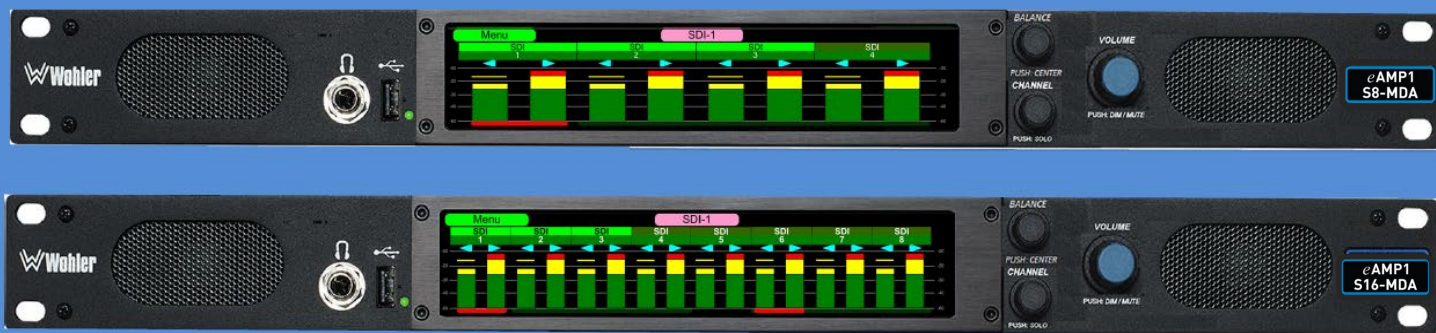 BALANCE
Menu SDI-1
VOLUME
SDI SDI SDI SDI
1 2 3 4
Wohler
PUSH: CENTER
CHANNEL
eAMP1
S8-MDA
PUSH: DIM / MUTE
PUSH: SOLO
BALANCE
Menu SDI-1
VOLUME
SDI SDI SDI SDI SDI SDI SDI SDI
1 2 3 4 5 6 7 8
Wohler
PUSH: CENTER
CHANNEL
eAMP1
S16-MDA
PUSH: DIM / MUTE
PUSH: SOLO